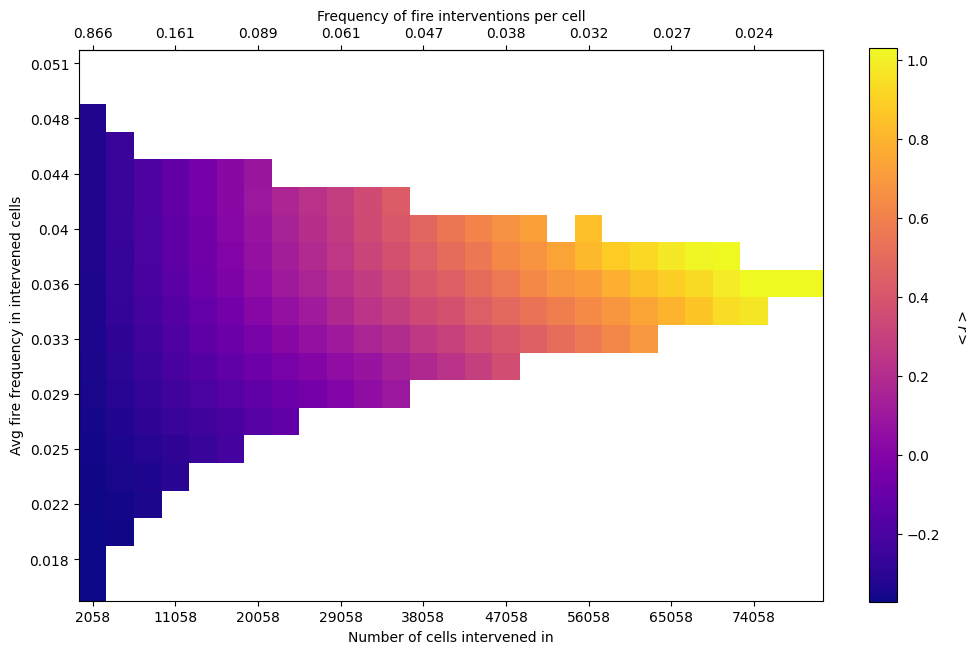 Frequency of fire interventions per cell
0.866 0.161 0.089 0.061 0.047 0.038 0.032 0.027 0.024
Avg fire frequency in intervened cells
0.051
0.048
0.044
0.04
0.036
0.033
0.029
0.025
0.022
0.018
2058 11058 20058 29058 38058 47058 56058 65058 74058
Number of cells intervened in
1.0
0.8
0.6
0.4
0.2
0.0
−0.2
< r >